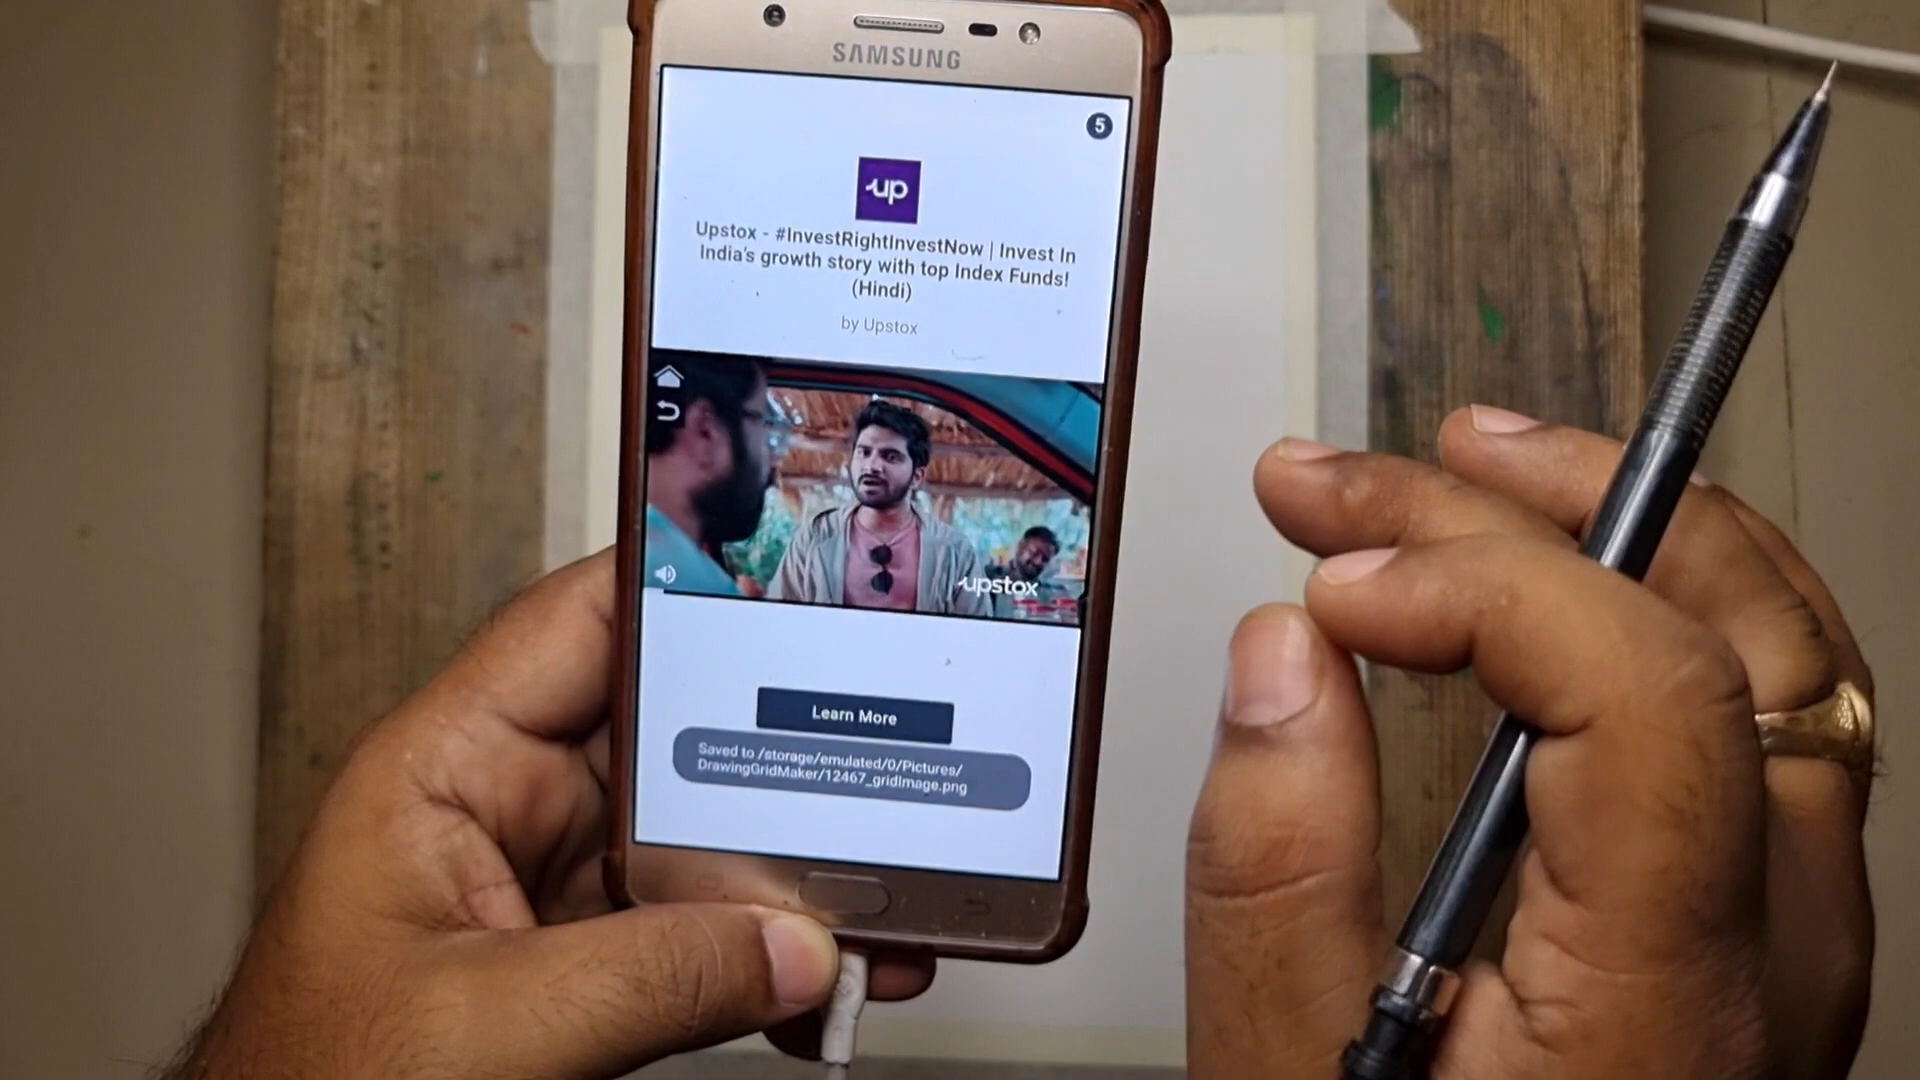 SAMSUNG
5
up
Upstox - #InvestRightInvestNow | Invest In
India's growth story with top Index Funds!
(Hindi)
by Upstox
upstox
Learn More
Saved to /storage/emulated/0/Pictures/
DrawingGridMaker/12467_gridImage.png